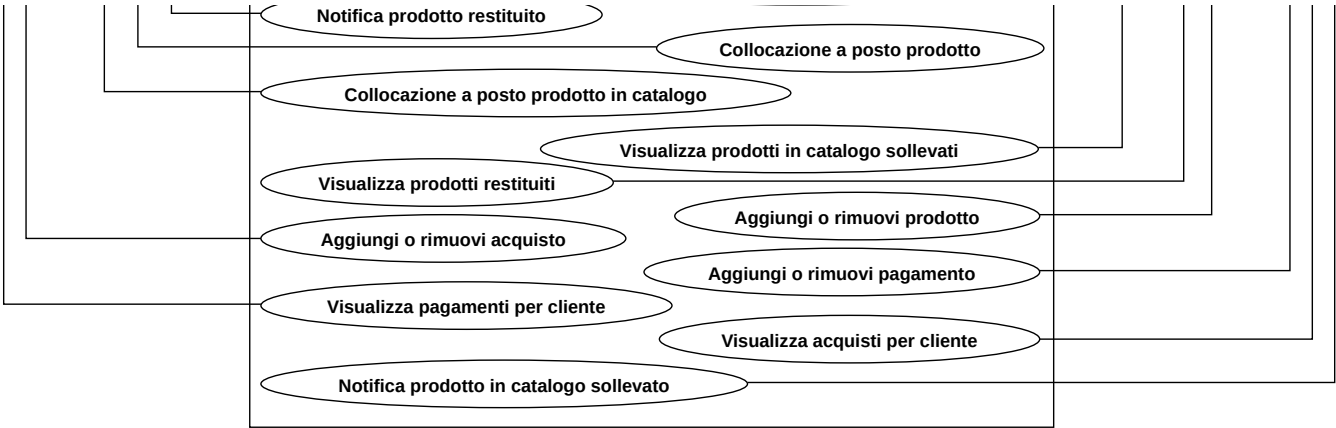 Notifica prodotto restituito
Collocazione a posto prodotto
Collocazione a posto prodotto in catalogo
Visualizza prodotti in catalogo sollevati
Visualizza prodotti restituiti
Aggiungi o rimuovi prodotto
Aggiungi o rimuovi acquisto
Aggiungi o rimuovi pagamento
Visualizza pagamenti per cliente
Visualizza acquisti per cliente
Notifica prodotto in catalogo sollevato